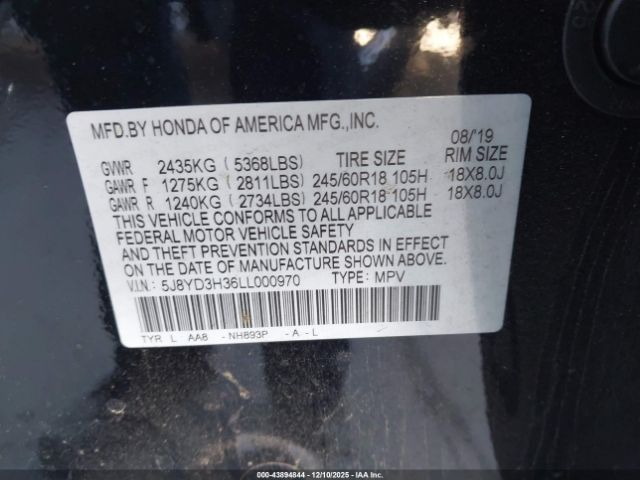 MFD.BY HONDA OF AMERICA MFG.,INC.
08/'19
GVWR 2435KG ( 5368LBS) TIRE SIZE RIM SIZE
GAWR F 1275KG ( 2811LBS) 245/60R18 105H 18X8.0J
GAWR R 1240KG ( 2734LBS) 245/60R18 105H 18X8.0J
THIS VEHICLE CONFORMS TO ALL APPLICABLE
FEDERAL MOTOR VEHICLE SAFETY
AND THEFT PREVENTION STANDARDS IN EFFECT
ON THE DATE OF MANUFACTURE SHOWN ABOVE.
V.I.N.: 5J8YD3H36LL000970 TYPE: MPV
TYR L AA8 - NH893P - A - L
000-43894844 - 12/10/2025 - IAA Inc.